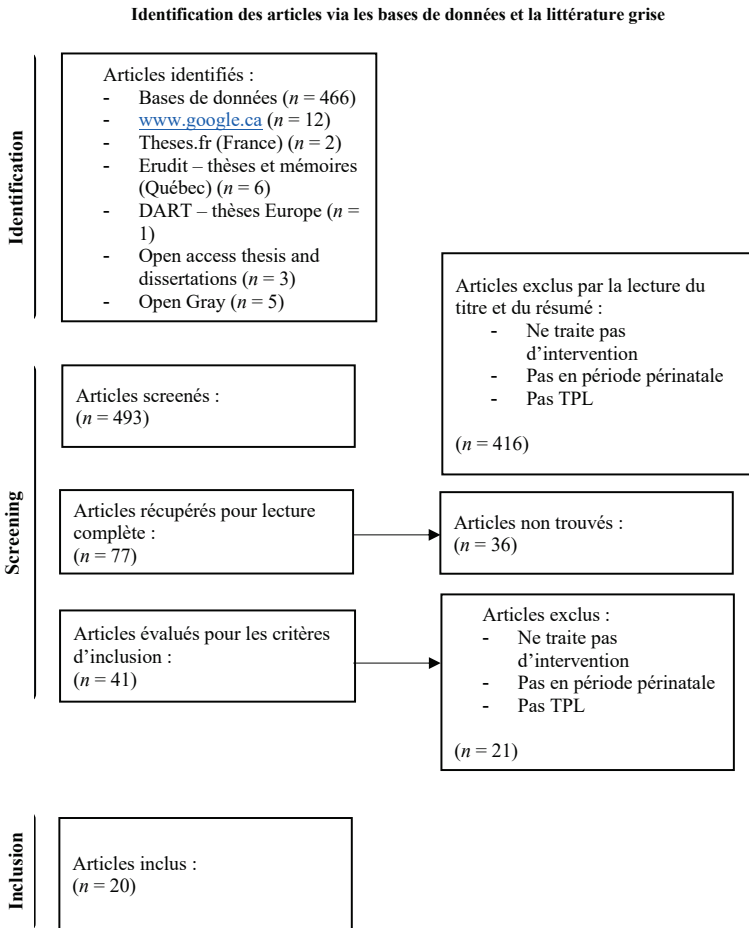 Identification des articles via les bases de données et la littérature grise
Identification
Articles identifiés :
- Bases de données (n = 466)
- www.google.ca (n = 12)
- Theses.fr (France) (n = 2)
- Erudit – thèses et mémoires
(Québec) (n = 6)
- DART – thèses Europe (n =
1)
- Open access thesis and
dissertations (n = 3)
- Open Gray (n = 5)
Articles exclus par la lecture du
titre et du résumé :
- Ne traite pas
d’intervention
- Pas en période périnatale
- Pas TPL
(n = 416)
Screening
Articles screenés :
(n = 493)
Articles récupérés pour lecture
complète :
(n = 77)
Articles non trouvés :
(n = 36)
Articles évalués pour les critères
d’inclusion :
(n = 41)
Articles exclus :
- Ne traite pas
d’intervention
- Pas en période périnatale
- Pas TPL
(n = 21)
Inclusion
Articles inclus :
(n = 20)